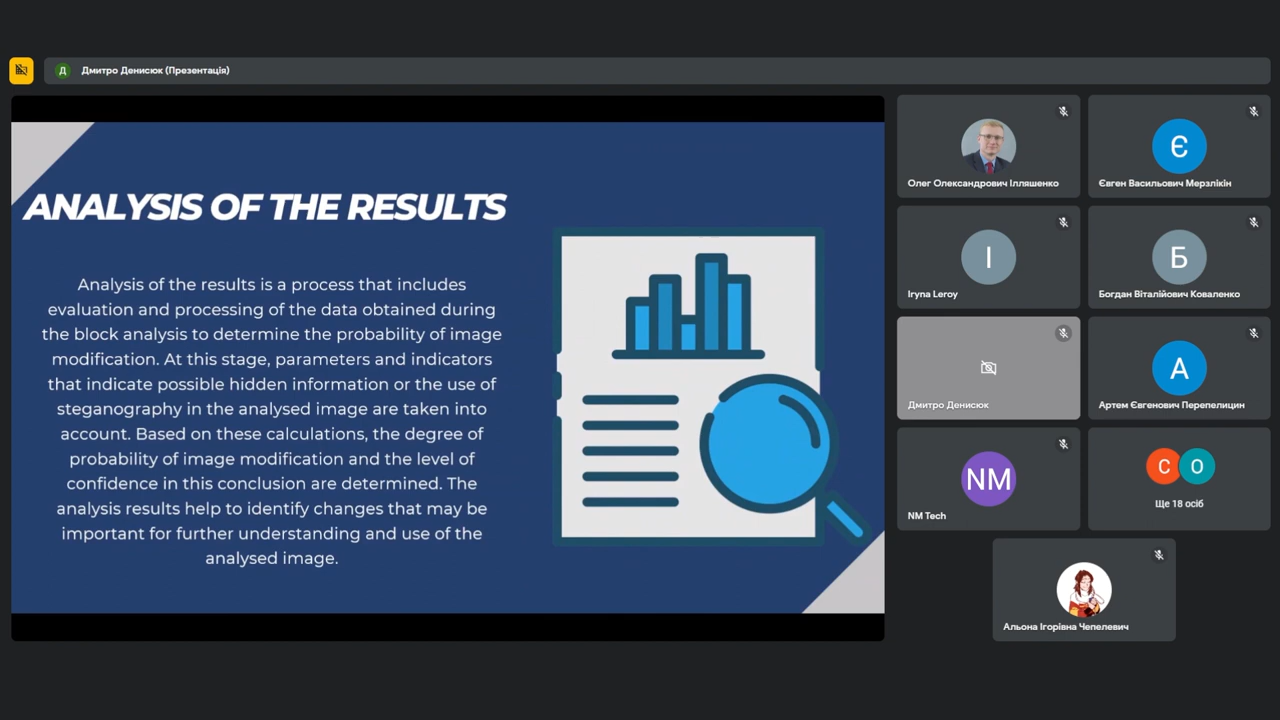 Д
Дмитро Денисюк (Презентація)
ANALYSIS OF THE RESULTS
Analysis of the results is a process that includes
evaluation and processing of the data obtained during
the block analysis to determine the probability of image
modification. At this stage, parameters and indicators
that indicate possible hidden information or the use of
steganography in the analysed image are taken into
account. Based on these calculations, the degree of
probability of image modification and the level of
confidence in this conclusion are determined. The
analysis results help to identify changes that may be
important for further understanding and use of the
analysed image.
Олег Олександрович Ілляшенко
Є
Євген Васильович Мерзлікін
I
Iryna Leroy
Б
Богдан Віталійович Коваленко
Дмитро Денисюк
А
Артем Євгенович Перепелицин
NM
NM Tech
С
О
Ще 18 осіб
Альона Ігорівна Чепелевич